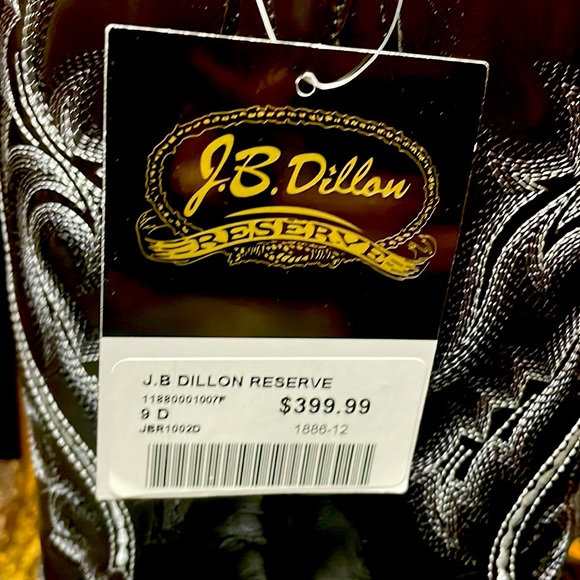 J.B. Dillon
RESERVE
J.B DILLON RESERVE
11880001007F
$399.99
9 D
JBR1002D
1886-12